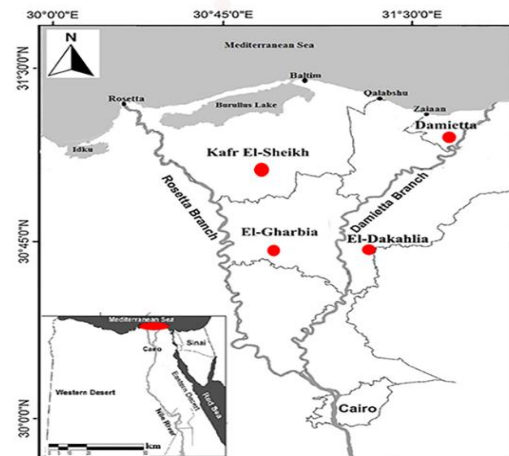 30°0'0"E
30°45'0"E
31°30'0"E
N
Mediterranean Sea
31°30'0"N
Baltim
Rosetta
Qalabshu
Burullus Lake
Zaiaan
Damietta
Idku
Kafr El-Sheikh
Rosetta Branch
Damietta Branch
El-Gharbia
El-Dakahlia
30°45'0"N
Mediterranean Sea
Cairo
Sinai
Western Desert
Eastern Desert
Red Sea
Nile River
km
Cairo
30°0'0"N